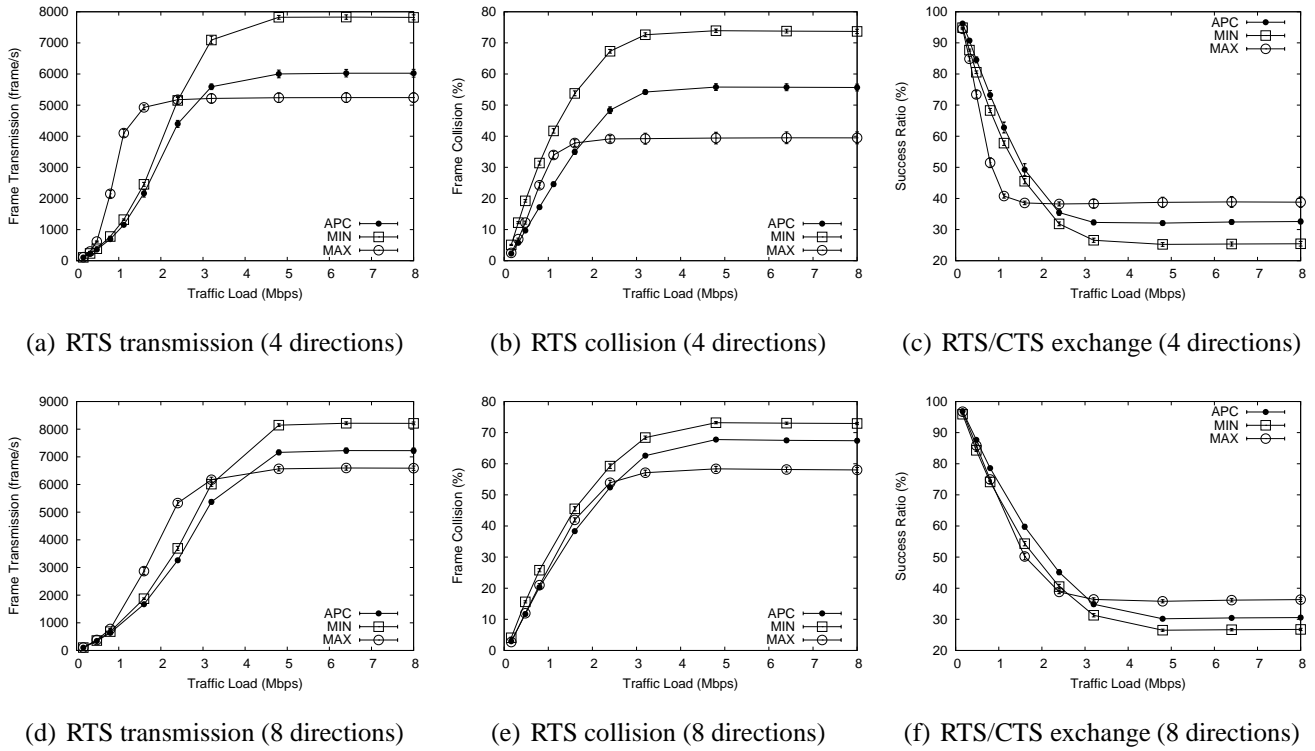 8000
7000
6000
5000
4000
3000
2000
1000
0
Frame Transmission (frame/s)
0 1 2 3 4 5 6 7 8
Traffic Load (Mbps)
APC
MIN
MAX
(a) RTS transmission (4 directions)
80
70
60
50
40
30
20
10
0
Frame Collision (%)
0 1 2 3 4 5 6 7 8
Traffic Load (Mbps)
APC
MIN
MAX
(b) RTS collision (4 directions)
100
90
80
70
60
50
40
30
20
Success Ratio (%)
0 1 2 3 4 5 6 7 8
Traffic Load (Mbps)
APC
MIN
MAX
(c) RTS/CTS exchange (4 directions)
9000
8000
7000
6000
5000
4000
3000
2000
1000
0
Frame Transmission (frame/s)
0 1 2 3 4 5 6 7 8
Traffic Load (Mbps)
APC
MIN
MAX
(d) RTS transmission (8 directions)
80
70
60
50
40
30
20
10
0
Frame Collision (%)
0 1 2 3 4 5 6 7 8
Traffic Load (Mbps)
APC
MIN
MAX
(e) RTS collision (8 directions)
100
90
80
70
60
50
40
30
20
Success Ratio (%)
0 1 2 3 4 5 6 7 8
Traffic Load (Mbps)
APC
MIN
MAX
(f) RTS/CTS exchange (8 directions)